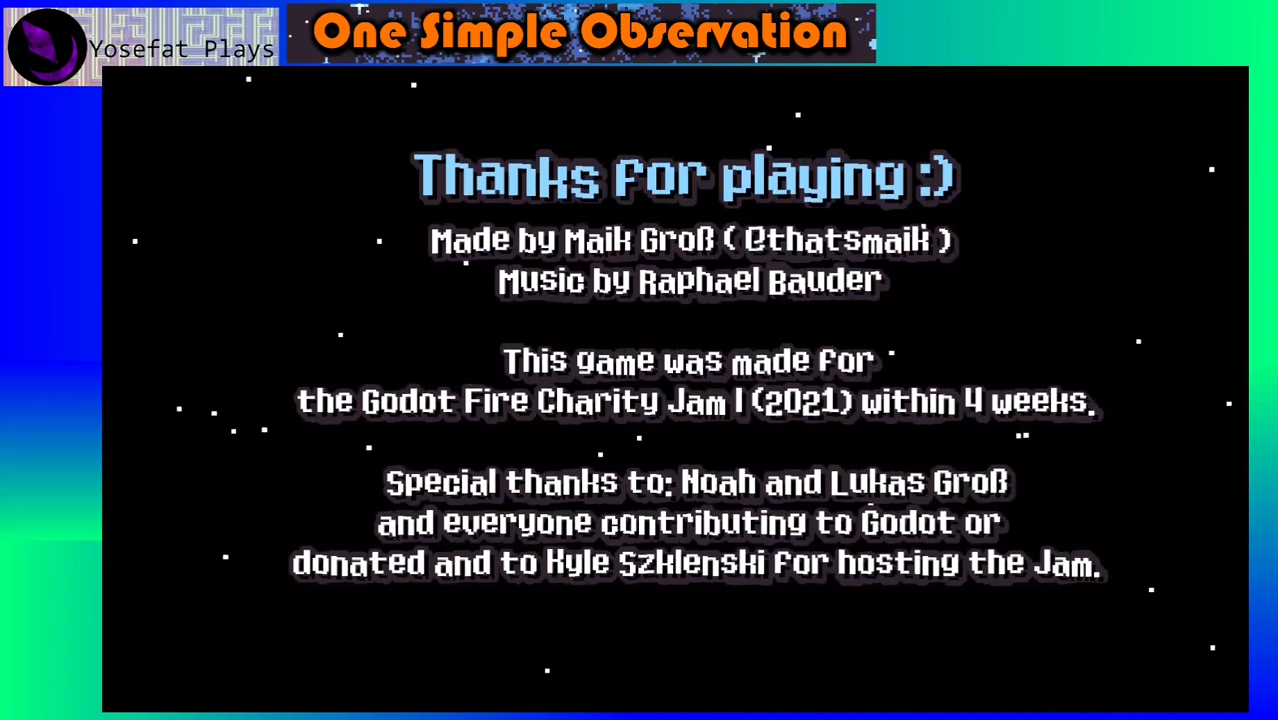 Yosefat Plays
One Simple Observation
Thanks for playing :)
Made by Maik Groß ( @thatsmaik )
Music by Raphael Bauder
This game was made for
the Godot Fire Charity Jam 1 (2021) within 4 weeks.
Special thanks to: Noah and Lukas Groß
and everyone contributing to Godot or
donated and to Kyle Szklenski for hosting the Jam.